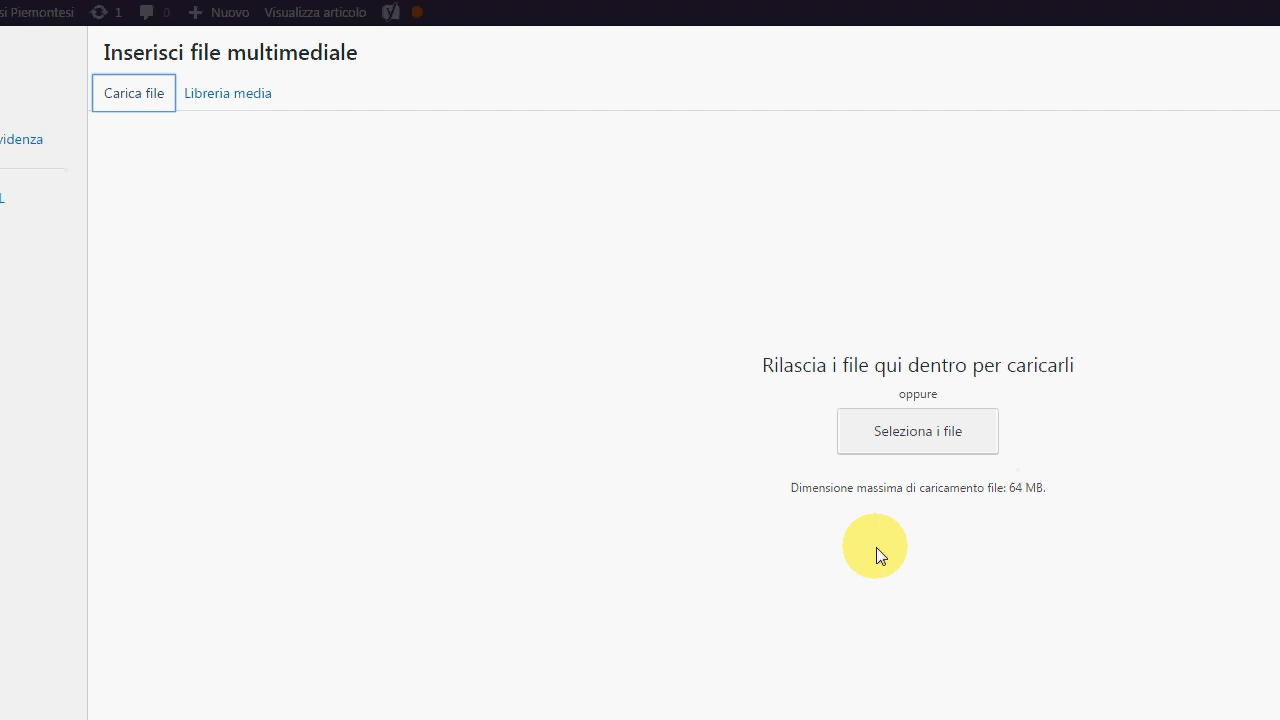 si Piemontesi 1 0 Nuovo Visualizza articolo
Inserisci file multimediale
Carica file Libreria media
videnza
L
Rilascia i file qui dentro per caricarli
oppure
Seleziona i file
Dimensione massima di caricamento file: 64 MB.